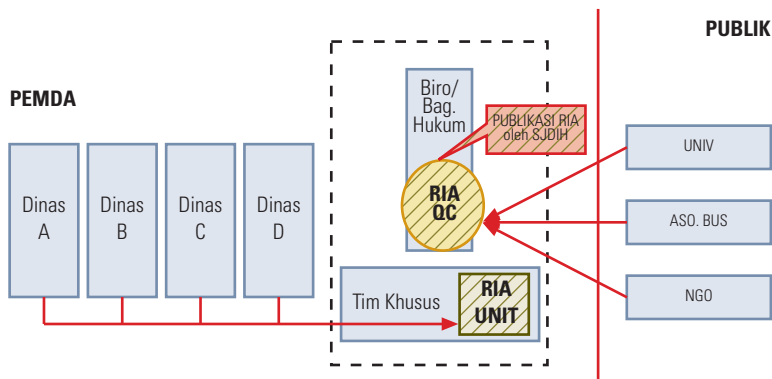 PUBLIK
PEMDA
Dinas
A
Dinas
B
Dinas
C
Dinas
D
Biro/
Bag.
Hukum
PUBLIKASI RIA
oleh SJDIH
RIA
QC
Tim Khusus
RIA
UNIT
UNIV
ASO. BUS
NGO